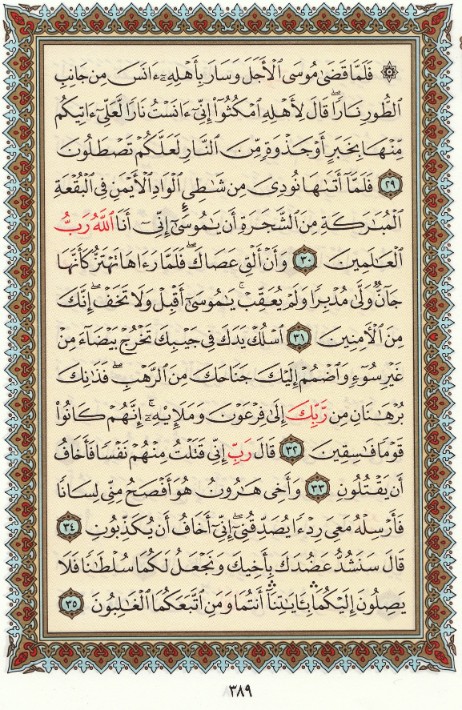 ۞ فَلَمَّا قَضَىٰ مُوسَى ٱلْأَجَلَ وَسَارَ بِأَهْلِهِۦٓ ءَانَسَ مِن جَانِبِ
ٱلطُّورِ نَارًا ۖ قَالَ لِأَهْلِهِ ٱمْكُثُوٓا۟ إِنِّىٓ ءَانَسْتُ نَارًا لَّعَلِّىٓ ءَاتِيكُم
مِّنْهَا بِخَبَرٍ أَوْ جَذْوَةٍ مِّنَ ٱلنَّارِ لَعَلَّكُمْ تَصْطَلُونَ
٢٩ فَلَمَّآ أَتَىٰهَا نُودِىَ مِن شَٰطِئِ ٱلْوَادِ ٱلْأَيْمَنِ فِى ٱلْبُقْعَةِ
ٱلْمُبَٰرَكَةِ مِنَ ٱلشَّجَرَةِ أَن يَٰمُوسَىٰٓ إِنِّىٓ أَنَا ٱللَّهُ رَبُّ
ٱلْعَٰلَمِينَ ٣٠ وَأَنْ أَلْقِ عَصَاكَ ۖ فَلَمَّا رَءَاهَا تَهْتَزُّ كَأَنَّهَا
جَآنٌّ وَلَّىٰ مُدْبِرًا وَلَمْ يُعَقِّبْ ۚ يَٰمُوسَىٰٓ أَقْبِلْ وَلَا تَخَفْ ۖ إِنَّكَ
مِنَ ٱلْءَامِنِينَ ٣١ ٱسْلُكْ يَدَكَ فِى جَيْبِكَ تَخْرُجْ بَيْضَآءَ مِنْ
غَيْرِ سُوٓءٍ وَٱضْمُمْ إِلَيْكَ جَنَاحَكَ مِنَ ٱلرَّهْبِ ۖ فَذَٰنِكَ
بُرْهَٰنَانِ مِن رَّبِّكَ إِلَىٰ فِرْعَوْنَ وَمَلَإِي۟هِۦٓ ۚ إِنَّهُمْ كَانُوا۟
قَوْمًا فَٰسِقِينَ ٣٢ قَالَ رَبِّ إِنِّى قَتَلْتُ مِنْهُمْ نَفْسًا فَأَخَافُ
أَن يَقْتُلُونِ ٣٣ وَأَخِى هَٰرُونُ هُوَ أَفْصَحُ مِنِّى لِسَانًا
فَأَرْسِلْهُ مَعِىَ رِدْءًا يُصَدِّقُنِىٓ ۖ إِنِّىٓ أَخَافُ أَن يُكَذِّبُونِ ٣٤
قَالَ سَنَشُدُّ عَضُدَكَ بِأَخِيكَ وَنَجْعَلُ لَكُمَا سُلْطَٰنًا فَلَا
يَصِلُونَ إِلَيْكُمَا ۚ بِـَٔايَٰتِنَآ أَنتُمَا وَمَنِ ٱتَّبَعَكُمَا ٱلْغَٰلِبُونَ ٣٥
٣٨٩